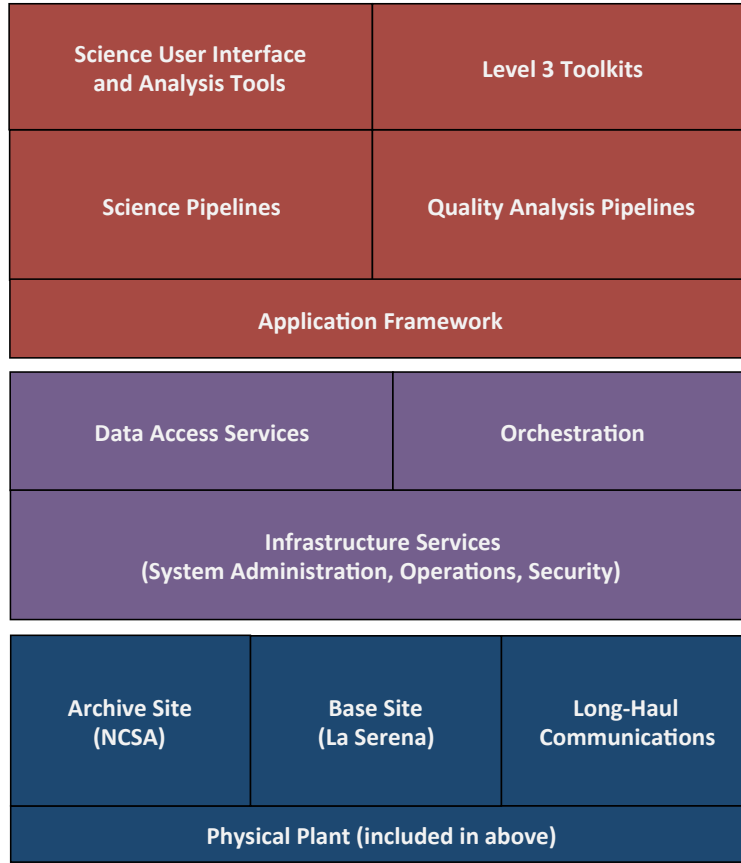 Science User Interface
and Analysis Tools
Level 3 Toolkits
Science Pipelines
Quality Analysis Pipelines
Application Framework
Data Access Services
Orchestration
Infrastructure Services
(System Administration, Operations, Security)
Archive Site
(NCSA)
Base Site
(La Serena)
Long-Haul
Communications
Physical Plant (included in above)